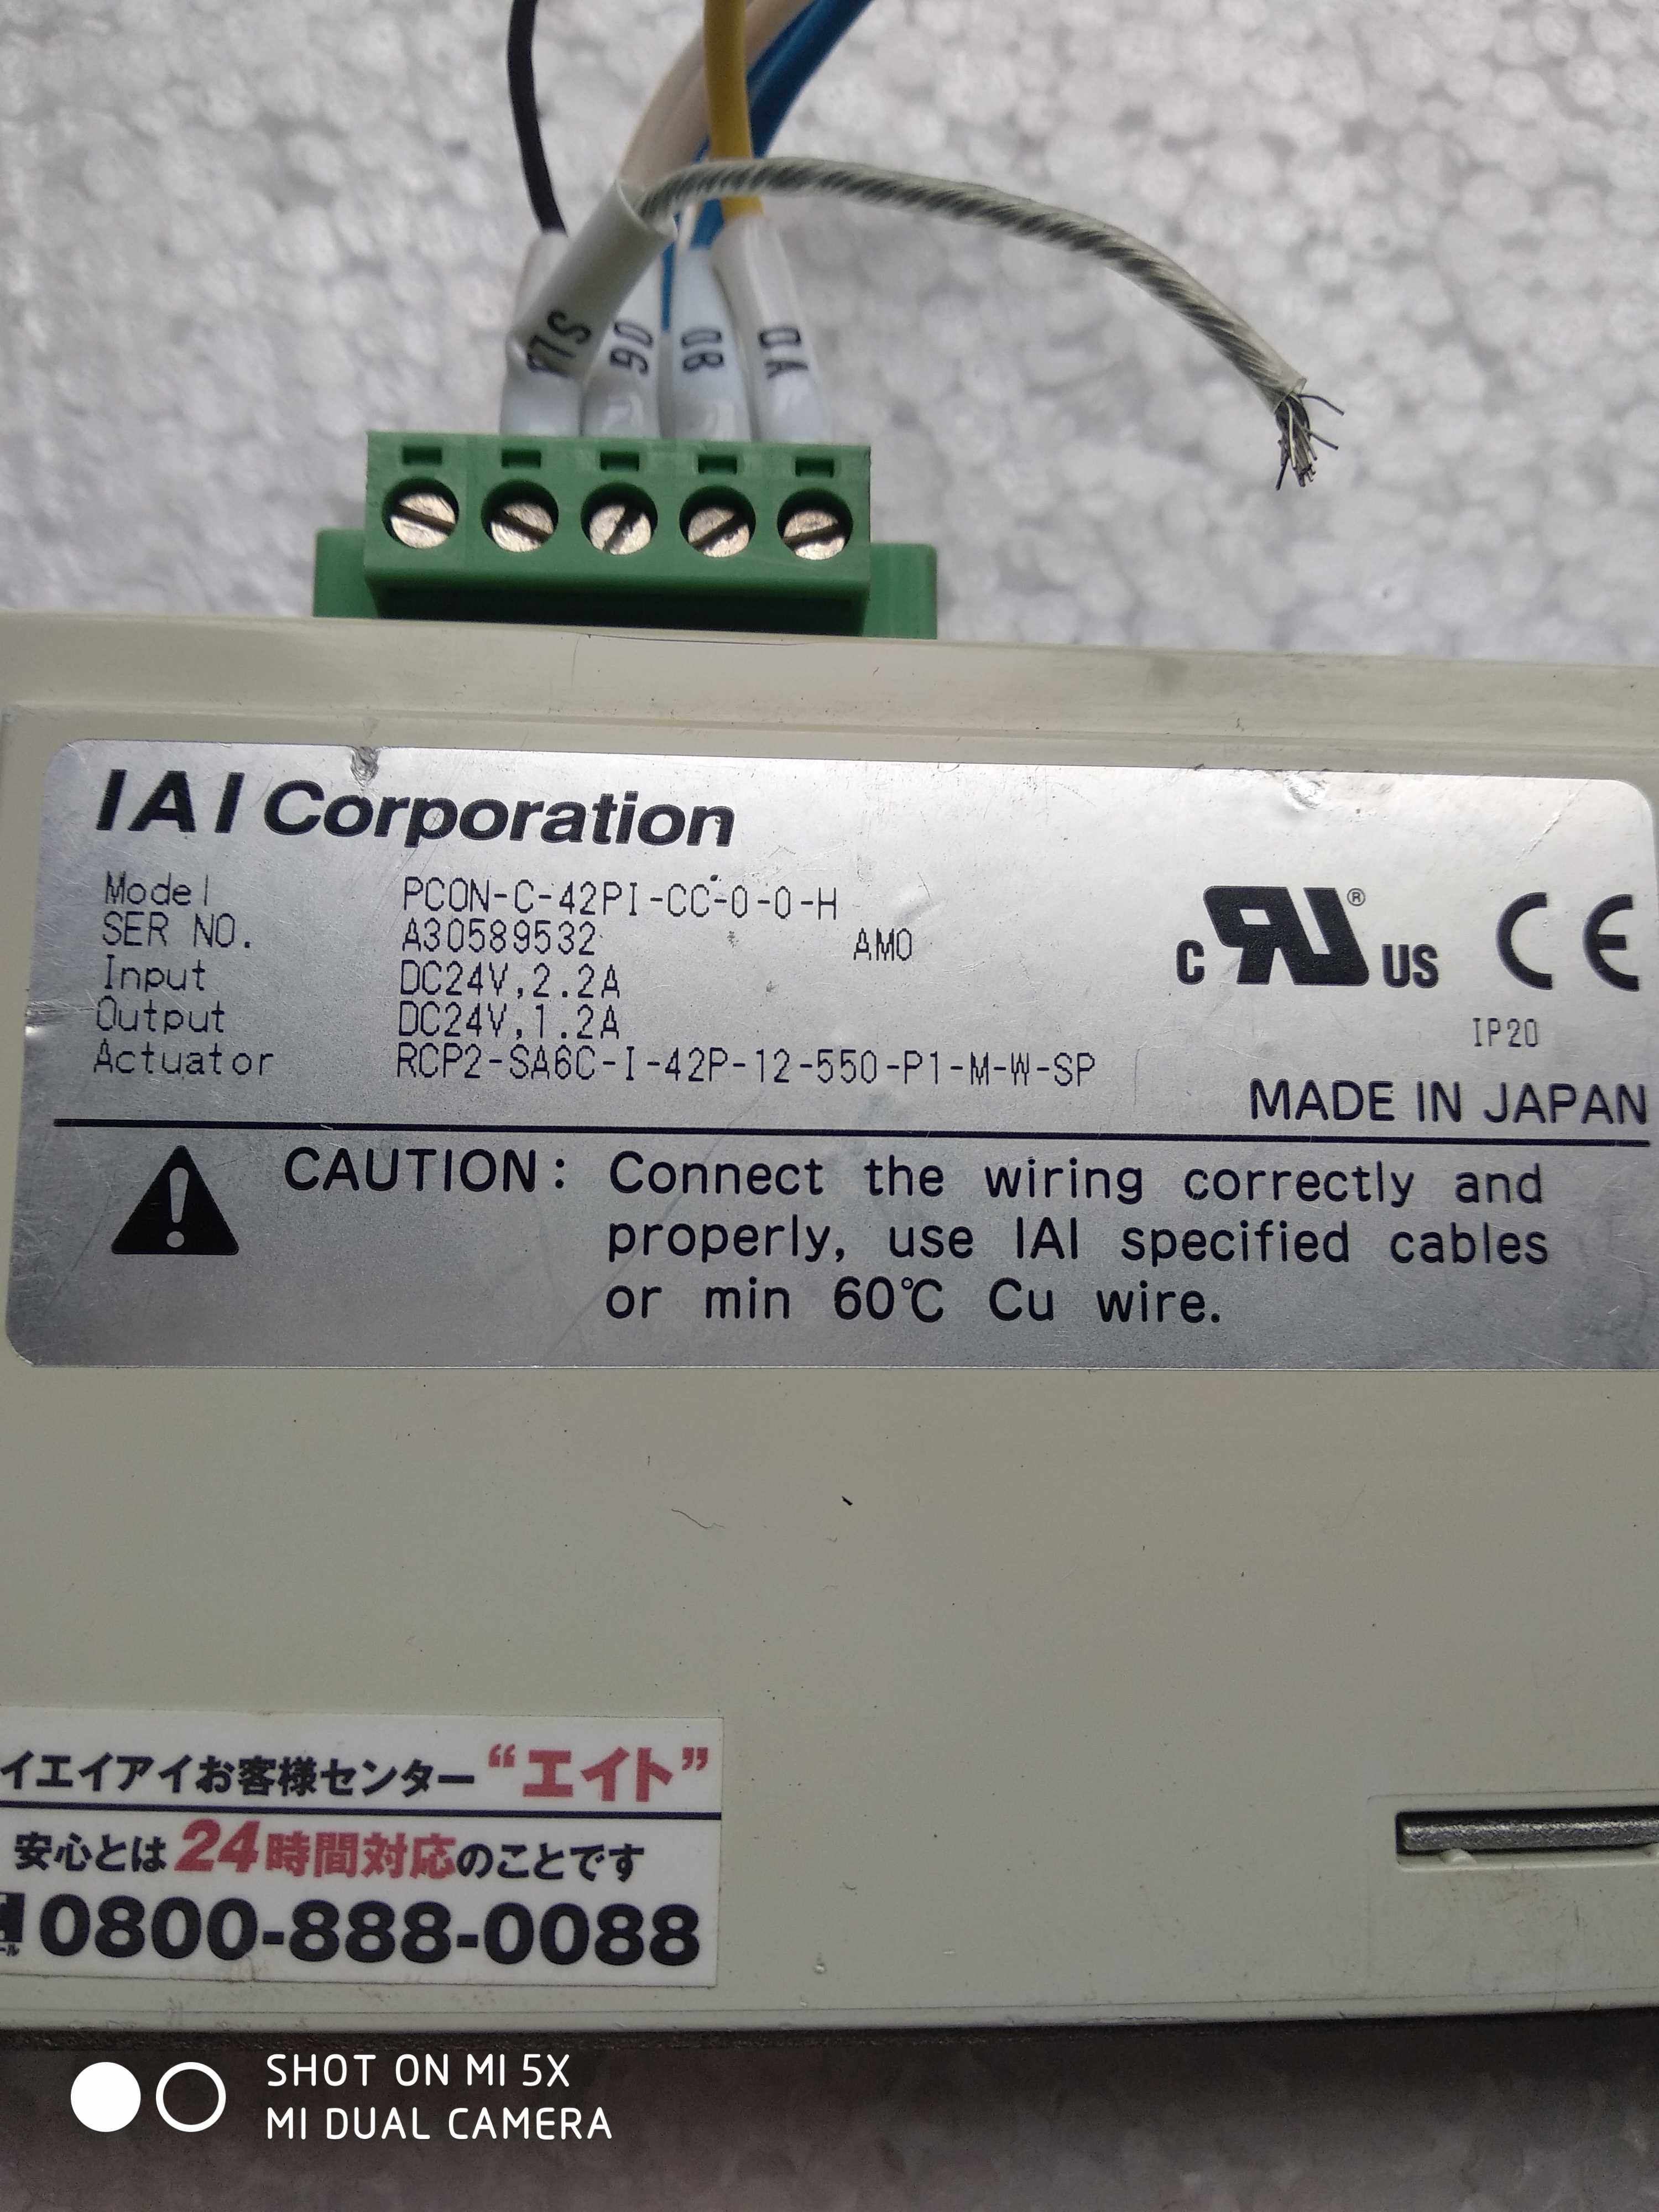 SLA DG DB DA
IAI Corporation
Model PCON-C-42PI-CC-0-0-H
SER NO. A30589532 AM0
Input DC24V,2.2A
Output DC24V,1.2A
Actuator RCP2-SA6C-I-42P-12-550-P1-M-W-SP
c RU ® US CE
IP20
MADE IN JAPAN
CAUTION: Connect the wiring correctly and
properly, use IAI specified cables
or min 60℃ Cu wire.
イエイアイお客様センター “エイト”
安心とは24時間対応のことです
0800-888-0088
SHOT ON MI 5X
MI DUAL CAMERA